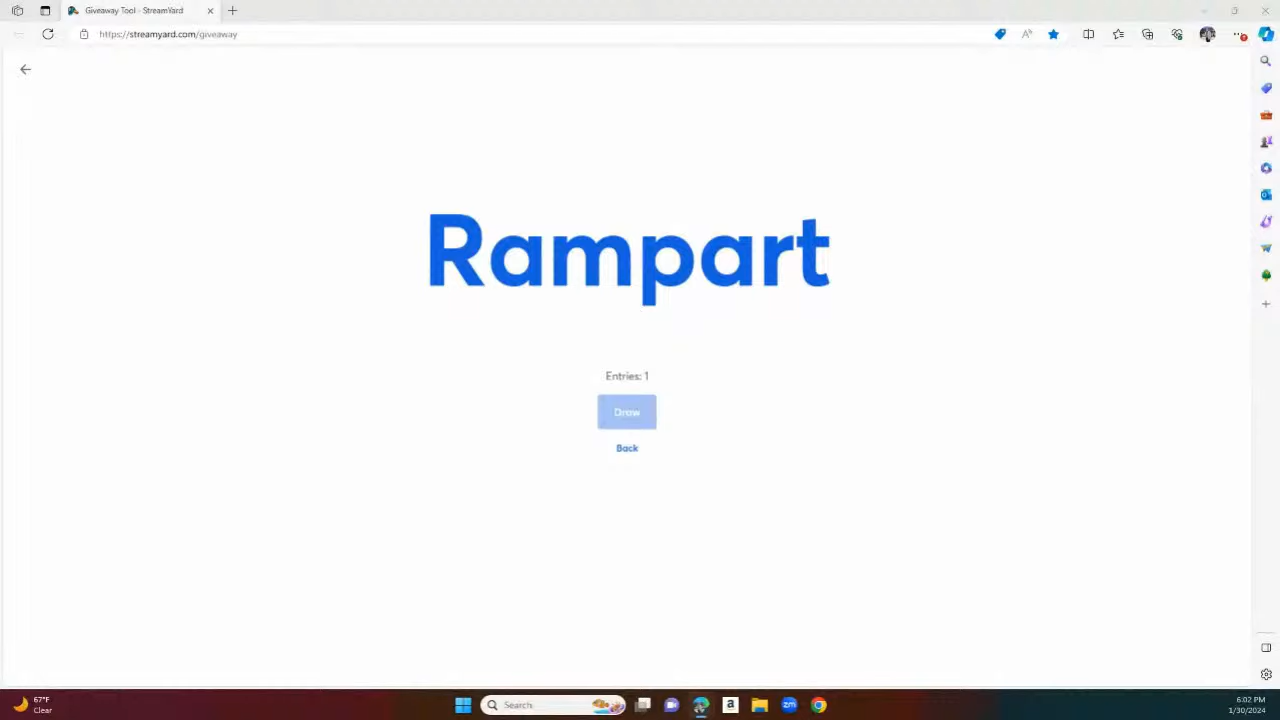 Giveaway Tool - StreamYard
https://streamyard.com/giveaway
Rampart
Entries: 1
Draw
Back
67°F
Clear
Search
zm
6:02 PM
1/30/2024